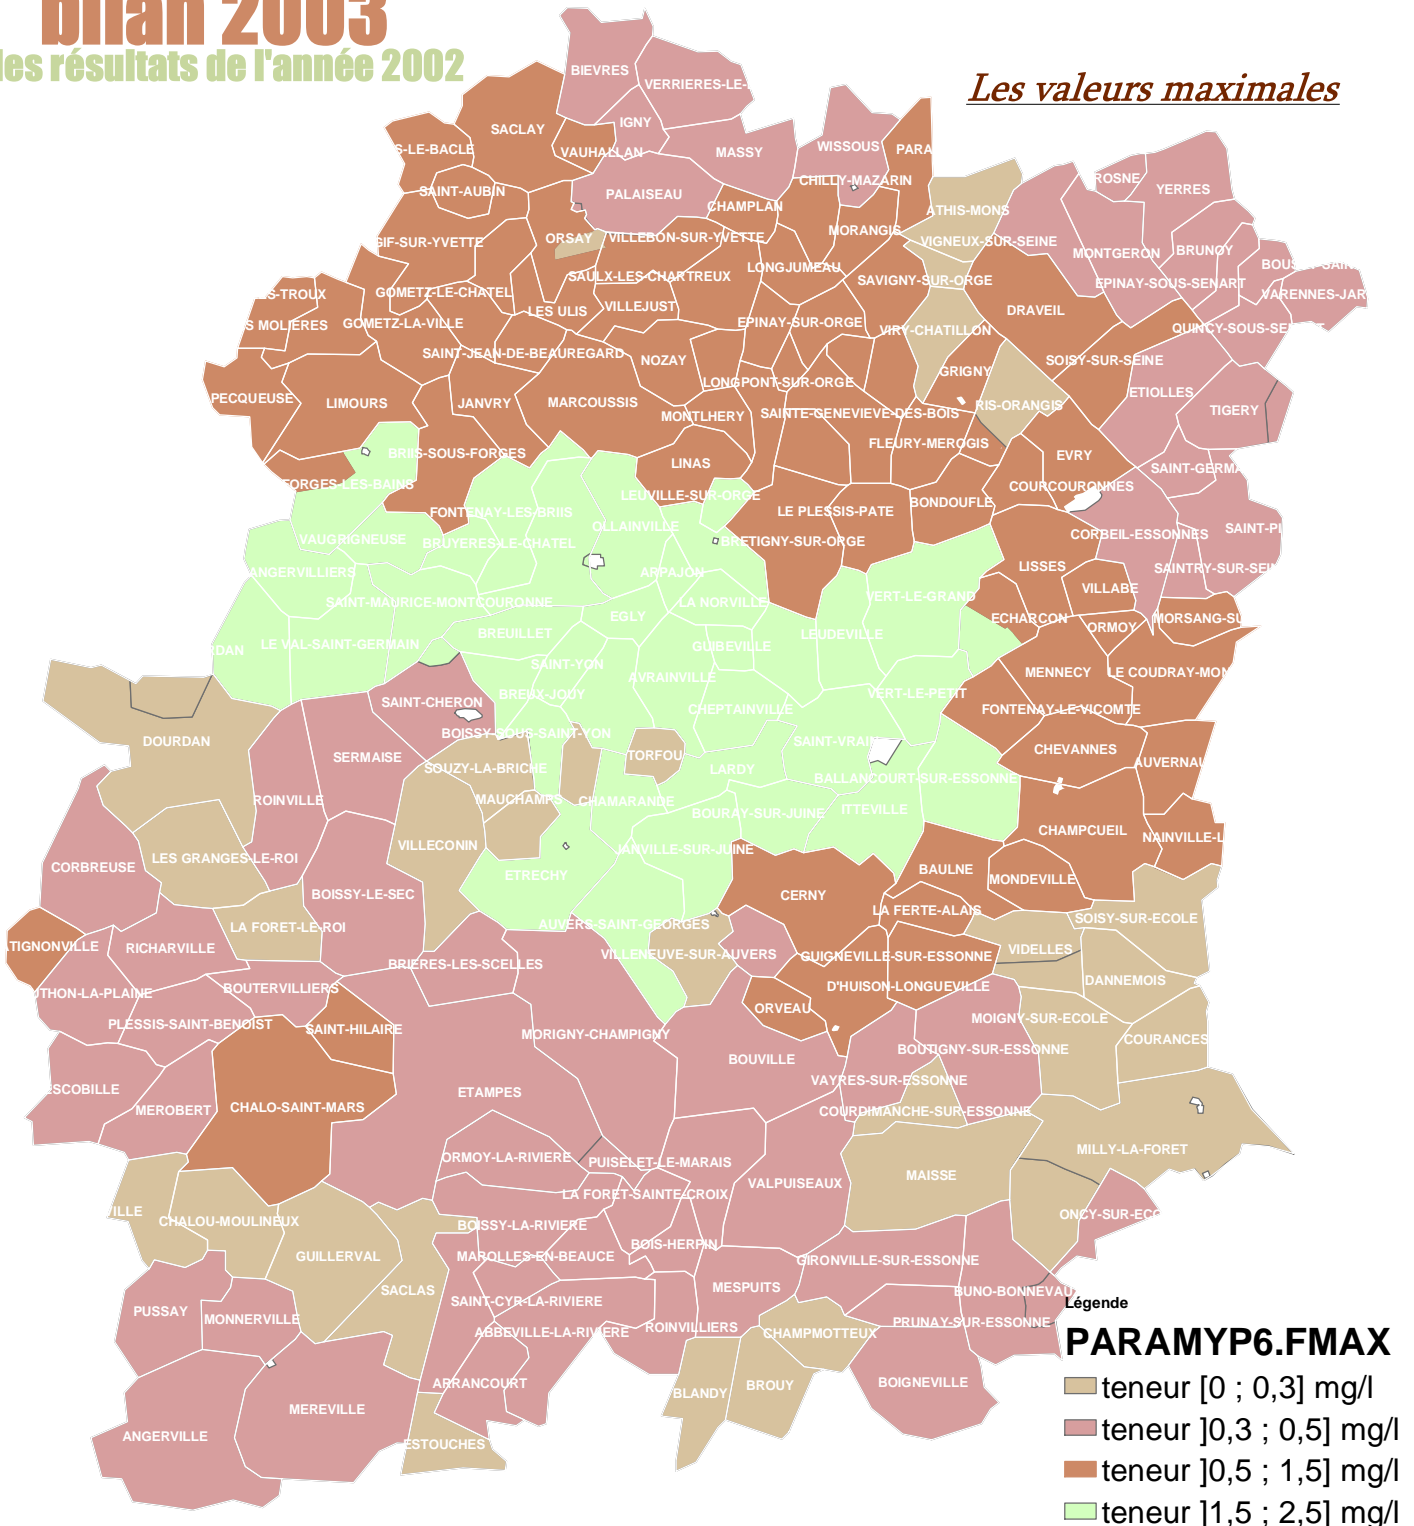 bilan 2003
les résultats de l'année 2002
Les valeurs maximales
BIEVRES
VERRIERES-LE-
IGNY
SACLAY
VAUHALLAN
MASSY
WISSOUS
PARA
S-LE-BACLE
ROSNE
YERRES
SAINT-AUBIN
PALAISEAU
CHILLY-MAZARIN
CHAMPLAN
ATHIS-MONS
MORANGIS
GIF-SUR-YVETTE
ORSAY
VILLEBON-SUR-YVETTE
VIGNEUX-SUR-SEINE
MONTGERON
BRUNOY
LONGJUMEAU
SAULX-LES-CHARTREUX
SAVIGNY-SUR-ORGE
EPINAY-SOUS-SENART
VARENNES-JAR
S-TROUX
GOMETZ-LE-CHATEL
LES ULIS
VILLEJUST
DRAVEIL
S MOLIERES
GOMETZ-LA-VILLE
EPINAY-SUR-ORGE
VIRY-CHATILLON
SAINT-JEAN-DE-BEAUREGARD
NOZAY
SOISY-SUR-SEINE
GRIGNY
LONGPONT-SUR-ORGE
ETIOLLES
PECQUEUSE
LIMOURS
JANVRY
MARCOUSSIS
MONTLHERY
SAINTE-GENEVIEVE-DES-BOIS
RIS-ORANGIS
TIGERY
FLEURY-MEROGIS
BRIIS-SOUS-FORGES
LINAS
EVRY
SAINT-GERMA
FORGES-LES-BAINS
COURCOURONNES
LEUVILLE-SUR-ORGE
BONDOUFLE
FONTENAY-LES-BRIIS
OLLAINVILLE
LE PLESSIS-PATE
SAINT-PI
VAUGRIGNEUSE
BRUYERES-LE-CHATEL
BRETIGNY-SUR-ORGE
CORBEIL-ESSONNES
ANGERVILLIERS
ARPAJON
LISSES
SAINTRY-SUR-SEIN
VILLABE
SAINT-MAURICE-MONTCOURONNE
LA NORVILLE
VERT-LE-GRAND
EGLY
ECHARCON
ORMOY
MORSANG-SU
BREUILLET
LEUDEVILLE
LE VAL-SAINT-GERMAIN
GUIBEVILLE
RDAN
SAINT-YON
AVRAINVILLE
MENNECY
LE COUDRAY-MON
BREUX-JOUY
VERT-LE-PETIT
SAINT-CHERON
CHEPTAINVILLE
FONTENAY-LE-VICOMTE
BOISSY-SOUS-SAINT-YON
DOURDAN
SAINT-VRAIN
CHEVANNES
SERMAISE
TORFOU
AUVERNAU
SOUZY-LA-BRICHE
LARDY
BALLANCOURT-SUR-ESSONNE
ROINVILLE
MAUCHAMPS
CHAMARANDE
ITTEVILLE
BOURAY-SUR-JUINE
CHAMPCUEIL
NAINVILLE-L
VILLECONIN
JANVILLE-SUR-JUINE
LES GRANGES-LE-ROI
CORBREUSE
BAULNE
ETRECHY
MONDEVILLE
BOISSY-LE-SEC
CERNY
LA FERTE-ALAIS
SOISY-SUR-ECOLE
LA FORET-LE-ROI
AUVERS-SAINT-GEORGES
ATIGNONVILLE
RICHARVILLE
VIDELLES
VILLENEUVE-SUR-AUVERS
GUIGNEVILLE-SUR-ESSONNE
BRIERES-LES-SCELLES
DANNEMOIS
BOUTERVILLIERS
D'HUISON-LONGUEVILLE
THON-LA-PLAINE
ORVEAU
MOIGNY-SUR-ECOLE
PLESSIS-SAINT-BENOIST
SAINT-HILAIRE
MORIGNY-CHAMPIGNY
COURANCES
BOUTIGNY-SUR-ESSONNE
BOUVILLE
VAYRES-SUR-ESSONNE
ESCOBILLE
ETAMPES
MEROBERT
CHALO-SAINT-MARS
COURDIMANCHE-SUR-ESSONNE
MILLY-LA-FORET
ORMOY-LA-RIVIERE
PUISELET-LE-MARAIS
MAISSE
VALPUISEAUX
LA FORET-SAINTE-CROIX
VILLE
ONCY-SUR-ECO
CHALOU-MOULINEUX
BOISSY-LA-RIVIERE
BOIS-HERPIN
GUILLERVAL
MAROLLES-EN-BEAUCE
GIRONVILLE-SUR-ESSONNE
SACLAS
MESPUITS
BUNO-BONNEVAU
SAINT-CYR-LA-RIVIERE
PUSSAY
MONNERVILLE
PRUNAY-SUR-ESSONNE
ABBEVILLE-LA-RIVIERE
ROINVILLIERS
CHAMPMOTTEUX
ARRANCOURT
BLANDY
BROUY
BOIGNEVILLE
MEREVILLE
ANGERVILLE
ESTOUCHES
Légende
PARAMYP6.FMAX
teneur [0 ; 0,3] mg/l
teneur ]0,3 ; 0,5] mg/l
teneur ]0,5 ; 1,5] mg/l
teneur ]1,5 ; 2,5] mg/l